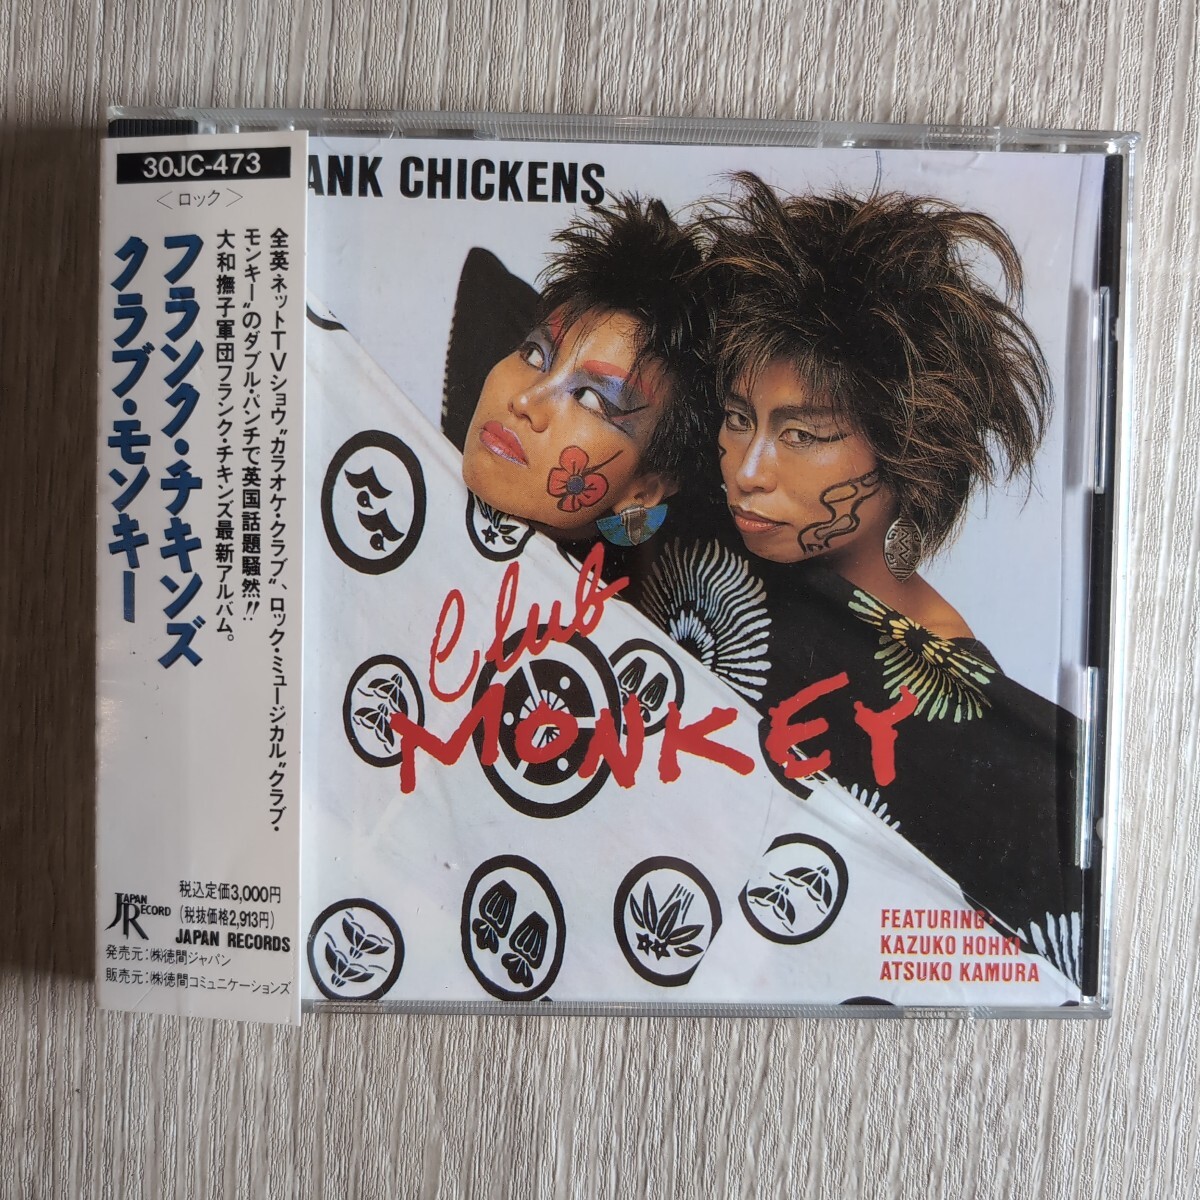 30JC-473
＜ロック＞
フランク・チキンズ
クラブ・モンキー
全英ネットTVショウ"カラオケ・クラブ"、ロック・ミュージカル"クラブ・
モンキー"のダブル・パンチで英国話題騒然!!
大和撫子軍団フランク・チキンズ最新アルバム。
JAPAN RECORD
税込定価3,000円
(税抜価格2,913円)
JAPAN RECORDS
発売元：㈱徳間ジャパン
販売元：㈱徳間コミュニケーションズ
ANK CHICKENS
Club
MONKEY
FEATURING・
KAZUKO HOHKI
ATSUKO KAMURA